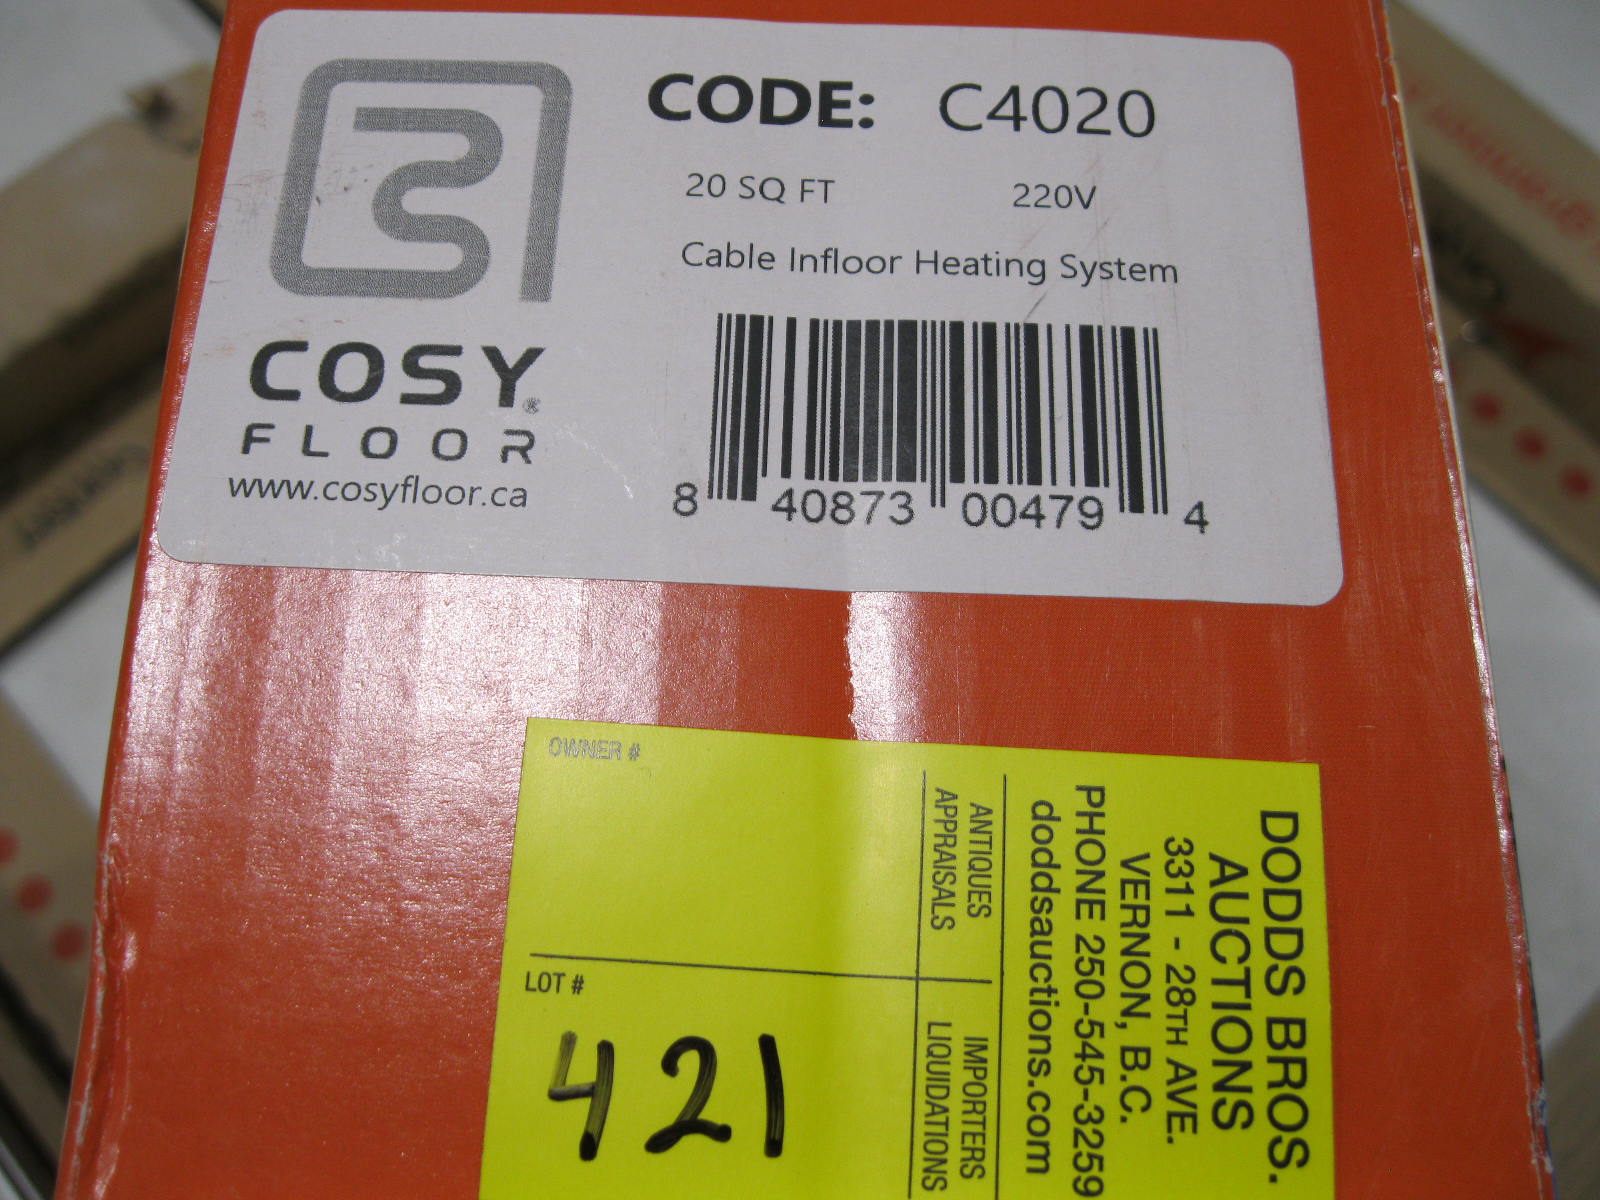 CODE: C4020
20 SQ FT 220V
Cable Infloor Heating System
COSY®
FLOOR
www.cosyfloor.ca
8 40873 00479 4
OWNER #
LOT #
421
DODDS BROS.
AUCTIONS
3311 - 28TH AVE.
VERNON, B.C.
PHONE 250-545-3259
doddsauctions.com
ANTIQUES
APPRAISALS
IMPORTERS
LIQUIDATIONS